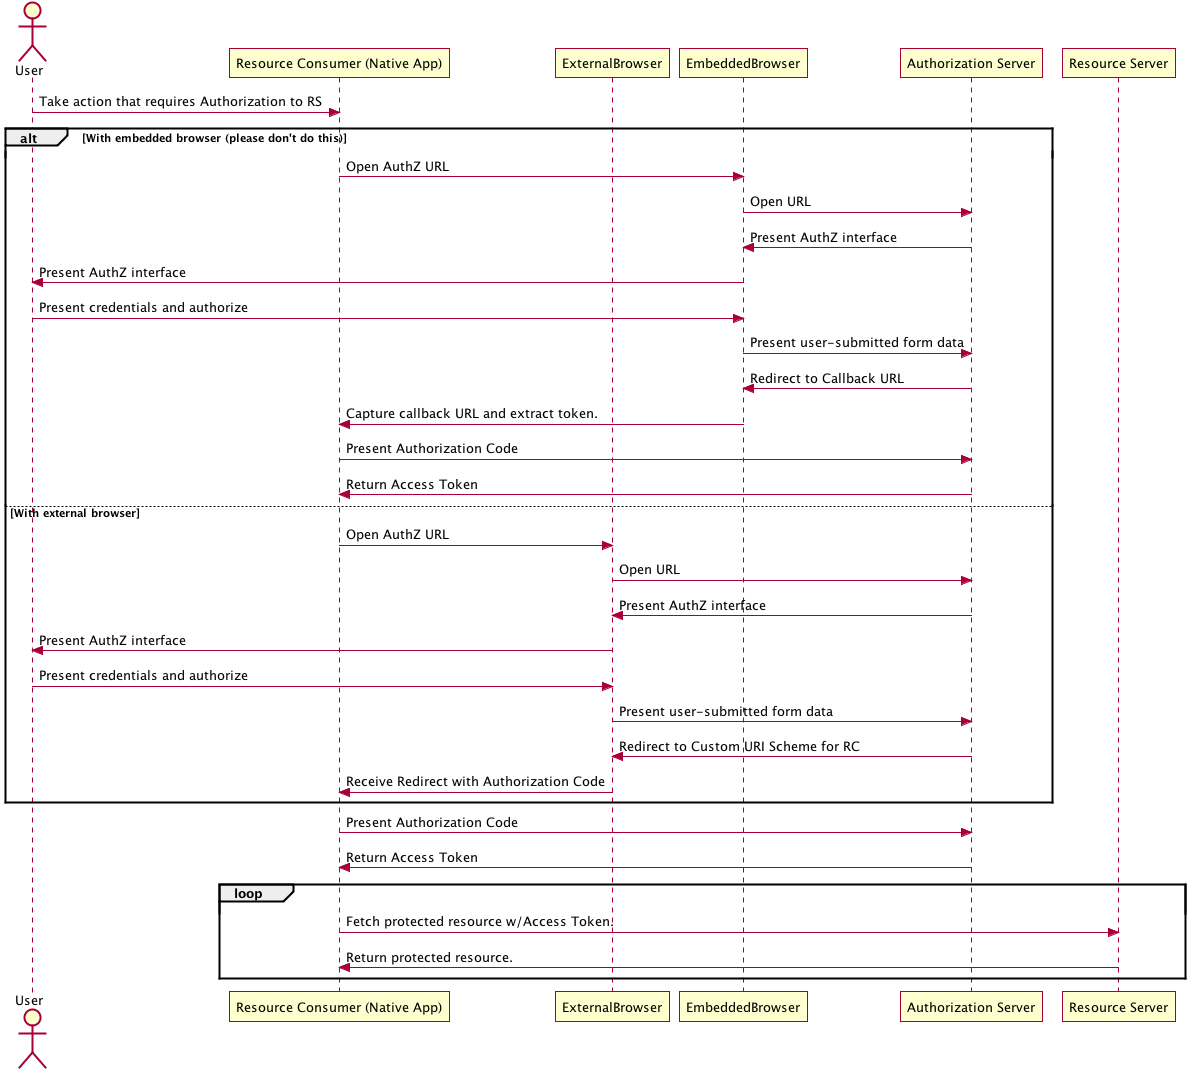 User
Resource Consumer (Native App)
ExternalBrowser
EmbeddedBrowser
Authorization Server
Resource Server
Take action that requires Authorization to RS
alt
[With embedded browser (please don't do this)]
Open AuthZ URL
Open URL
Present AuthZ interface
Present AuthZ interface
Present credentials and authorize
Present user-submitted form data
Redirect to Callback URL
Capture callback URL and extract token.
Present Authorization Code
Return Access Token
[With external browser]
Open AuthZ URL
Open URL
Present AuthZ interface
Present AuthZ interface
Present credentials and authorize
Present user-submitted form data
Redirect to Custom URI Scheme for RC
Receive Redirect with Authorization Code
Present Authorization Code
Return Access Token
loop
Fetch protected resource w/Access Token.
Return protected resource.
User
Resource Consumer (Native App)
ExternalBrowser
EmbeddedBrowser
Authorization Server
Resource Server